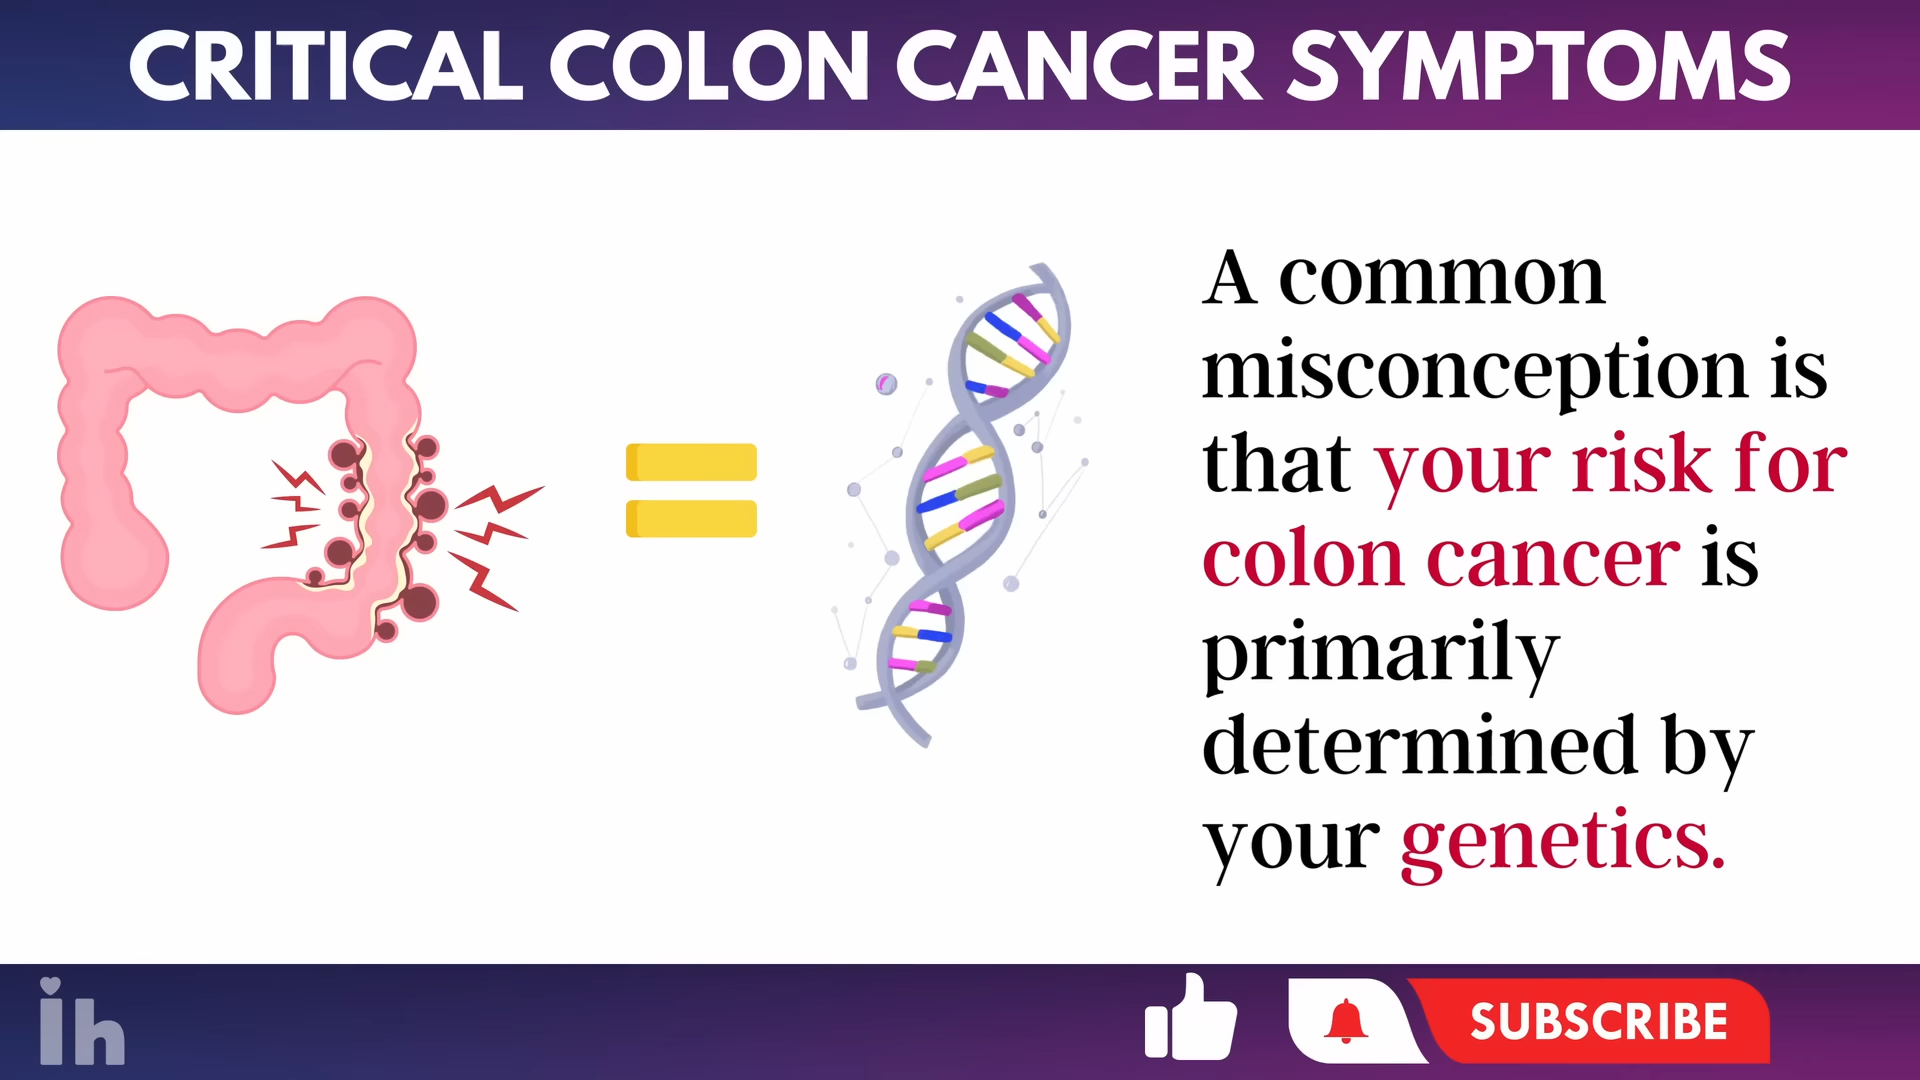 CRITICAL COLON CANCER SYMPTOMS
A common
misconception is
that your risk for
colon cancer is
primarily
determined by
your genetics.
ih
SUBSCRIBE